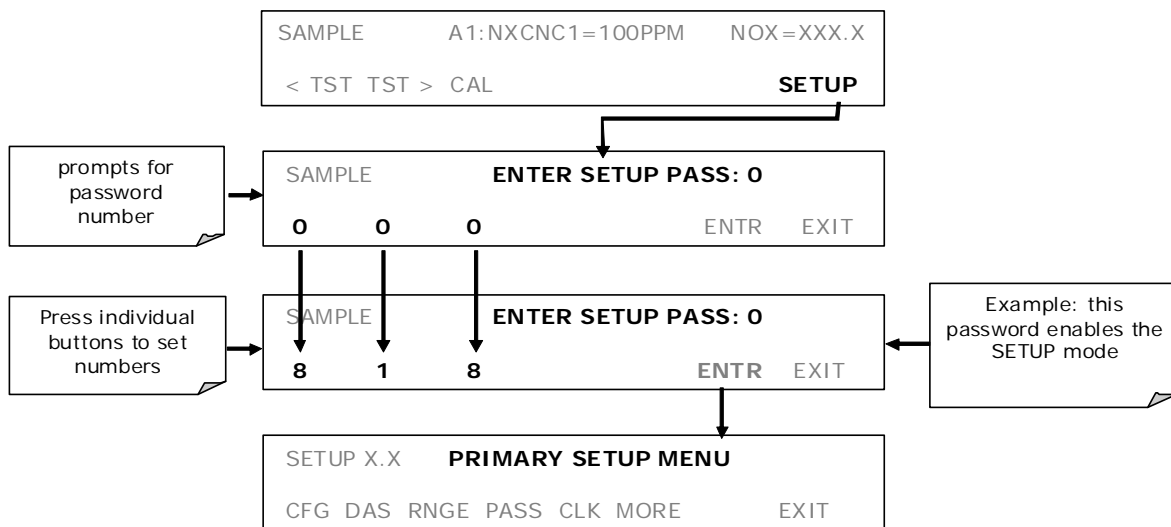 SAMPLE A1:NXCNC1=100PPM NOX=XXX.X
< TST TST > CAL SETUP
prompts for
password
number
SAMPLE ENTER SETUP PASS: 0
0 0 0 ENTR EXIT
Press individual
buttons to set
numbers
SAMPLE ENTER SETUP PASS: 0
8 1 8 ENTR EXIT
Example: this
password enables the
SETUP mode
SETUP X.X PRIMARY SETUP MENU
CFG DAS RNGE PASS CLK MORE EXIT